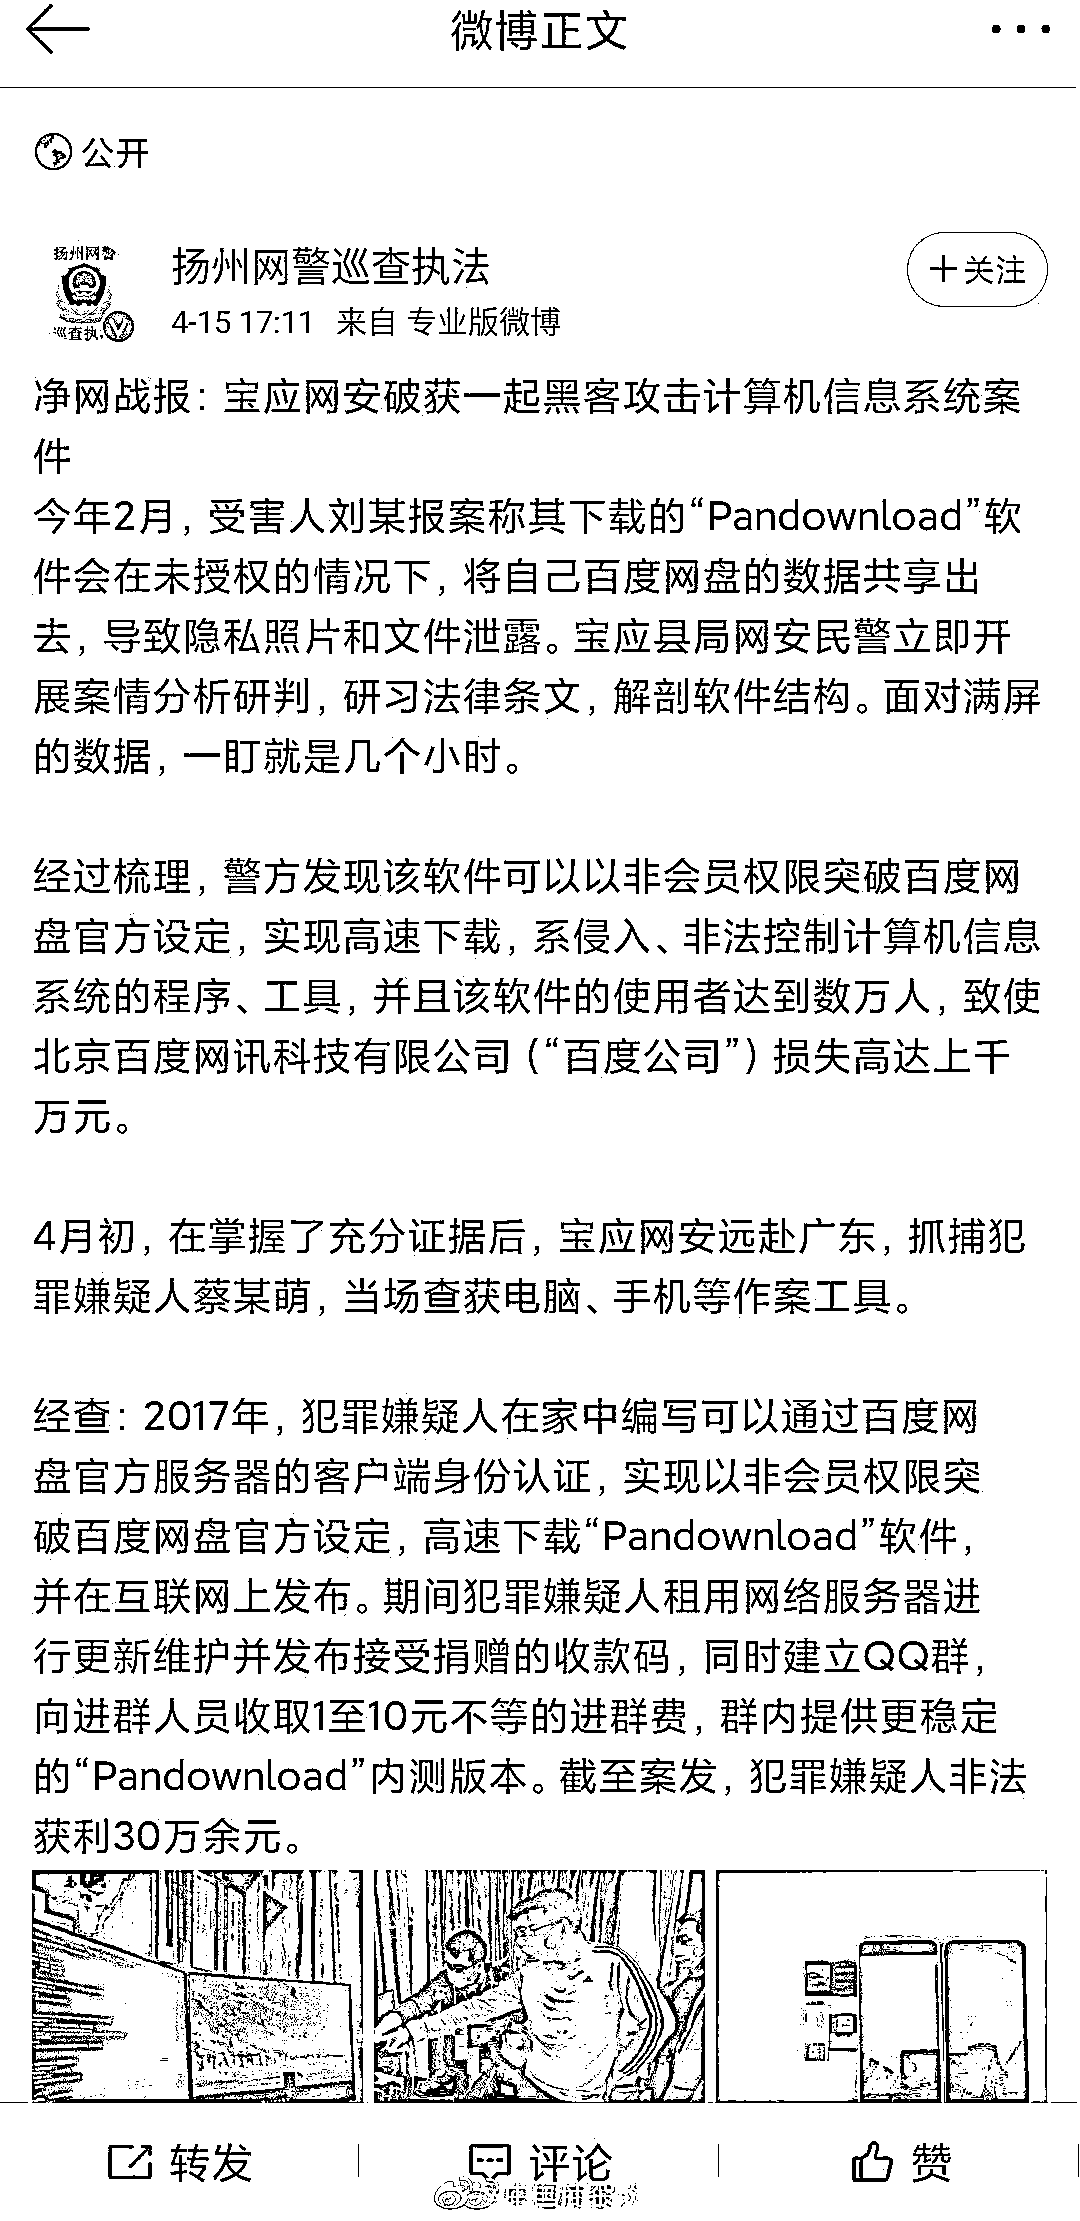 微博正文
公开
扬州网警
巡查执
扬州网警巡查执法
+关注
4-15 17:11 来自 专业版微博
净网战报：宝应网安破获一起黑客攻击计算机信息系统案
件
今年2月，受害人刘某报案称其下载的“Pandownload”软
件会在未授权的情况下，将自己百度网盘的数据共享出
去，导致隐私照片和文件泄露。宝应县局网安民警立即开
展案情分析研判，研习法律条文，解剖软件结构。面对满屏
的数据，一盯就是几个小时。
经过梳理，警方发现该软件可以以非会员权限突破百度网
盘官方设定，实现高速下载，系侵入、非法控制计算机信息
系统的程序、工具，并且该软件的使用者达到数万人，致使
北京百度网讯科技有限公司（“百度公司”）损失高达上千
万元。
4月初，在掌握了充分证据后，宝应网安远赴广东，抓捕犯
罪嫌疑人蔡某萌，当场查获电脑、手机等作案工具。
经查：2017年，犯罪嫌疑人在家中编写可以通过百度网
盘官方服务器的客户端身份认证，实现以非会员权限突
破百度网盘官方设定，高速下载“Pandownload”软件，
并在互联网上发布。期间犯罪嫌疑人租用网络服务器进
行更新维护并发布接受捐赠的收款码，同时建立QQ群，
向进群人员收取1至10元不等的进群费，群内提供更稳定
的“Pandownload”内测版本。截至案发，犯罪嫌疑人非法
获利30万余元。
转发 评论 赞